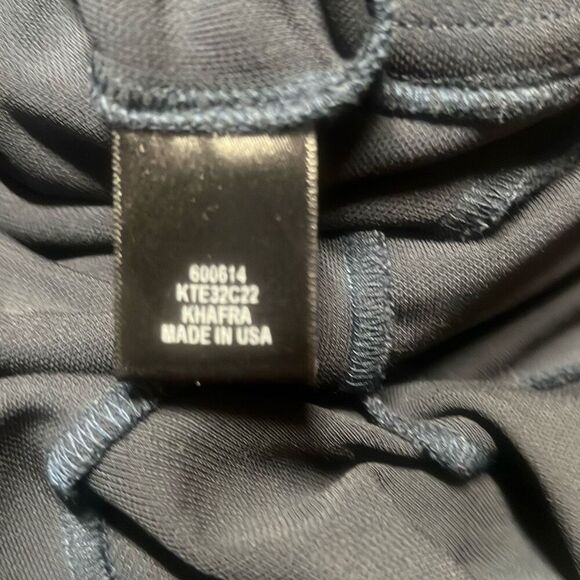 600614
KTE32C22
KHAFRA
MADE IN USA